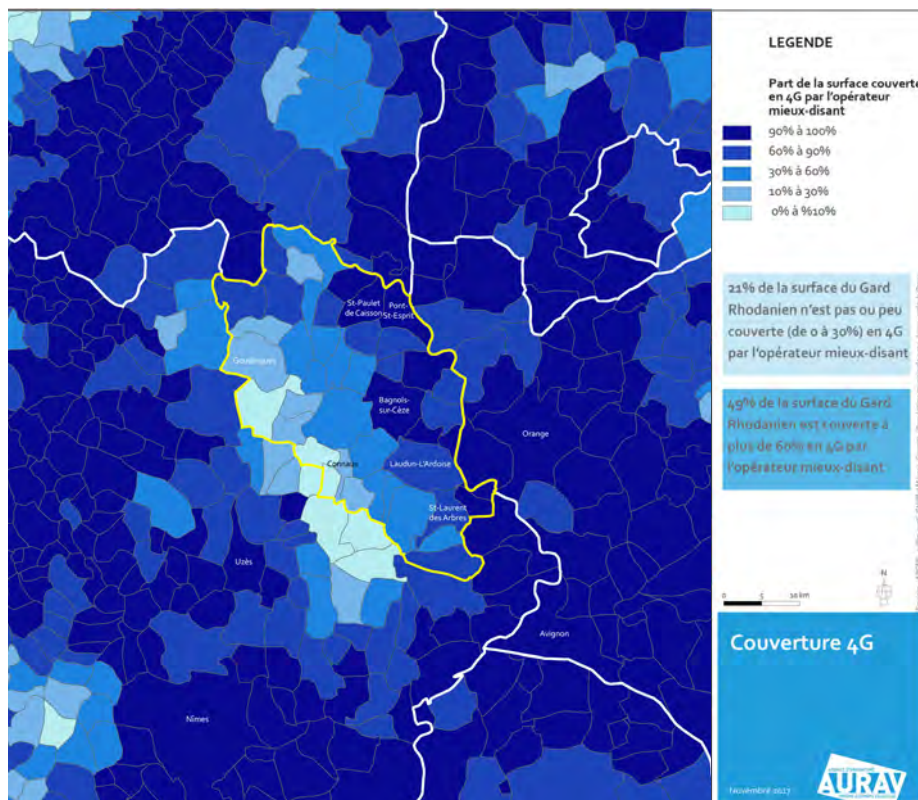 LEGENDE
Part de la surface couverte
en 4G par l'opérateur
mieux-disant
90% à 100%
60% à 90%
30% à 60%
10% à 30%
0% à %10%
21% de la surface du Gard
Rhodanien n'est pas ou peu
couverte (de 0 à 30%) en 4G
par l'opérateur mieux-disant
49% de la surface du Gard
Rhodanien est couverte à
plus de 60% en 4G par
l'opérateur mieux-disant
St-Paulet
de Caisson
Pont-
St-Esprit
Goudargues
Bagnols-
sur-Cèze
Orange
Connaux
Laudun-L'Ardoise
St-Laurent
des Arbres
Uzès
Avignon
Nîmes
N
0 5 10 km
Couverture 4G
Novembre 2017
AURAV